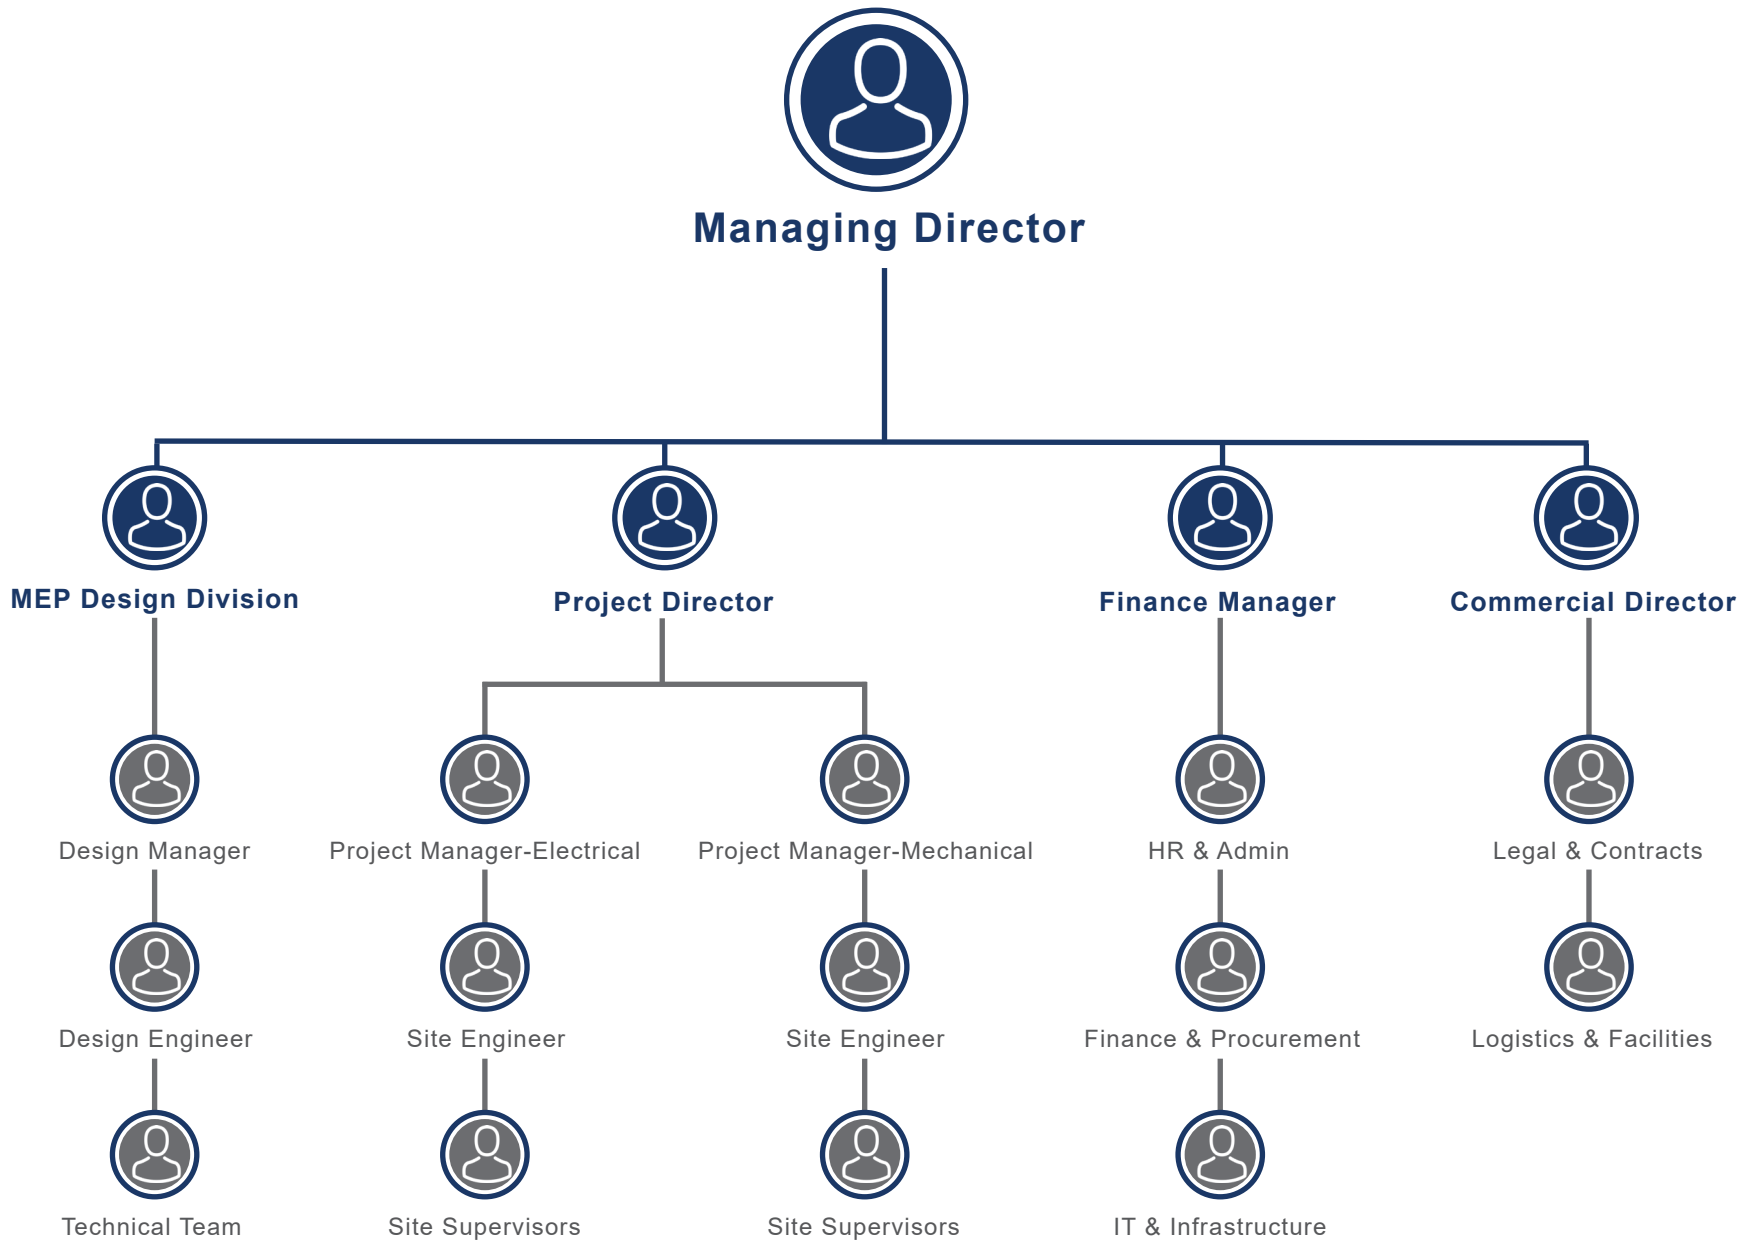 Managing Director
MEP Design Division
Project Director
Finance Manager
Commercial Director
Design Manager
Project Manager-Electrical
Project Manager-Mechanical
HR & Admin
Legal & Contracts
Design Engineer
Site Engineer
Site Engineer
Finance & Procurement
Logistics & Facilities
Technical Team
Site Supervisors
Site Supervisors
IT & Infrastructure